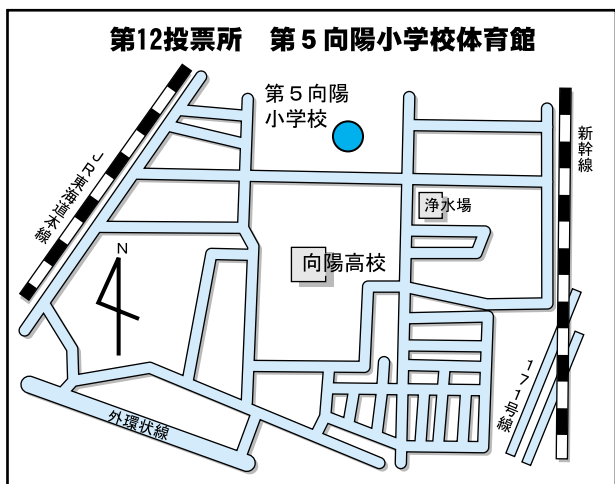 第12投票所　第５向陽小学校体育館
第５向陽
小学校
ＪＲ東海道本線
新幹線
浄水場
N
向陽高校
171号線
外環状線